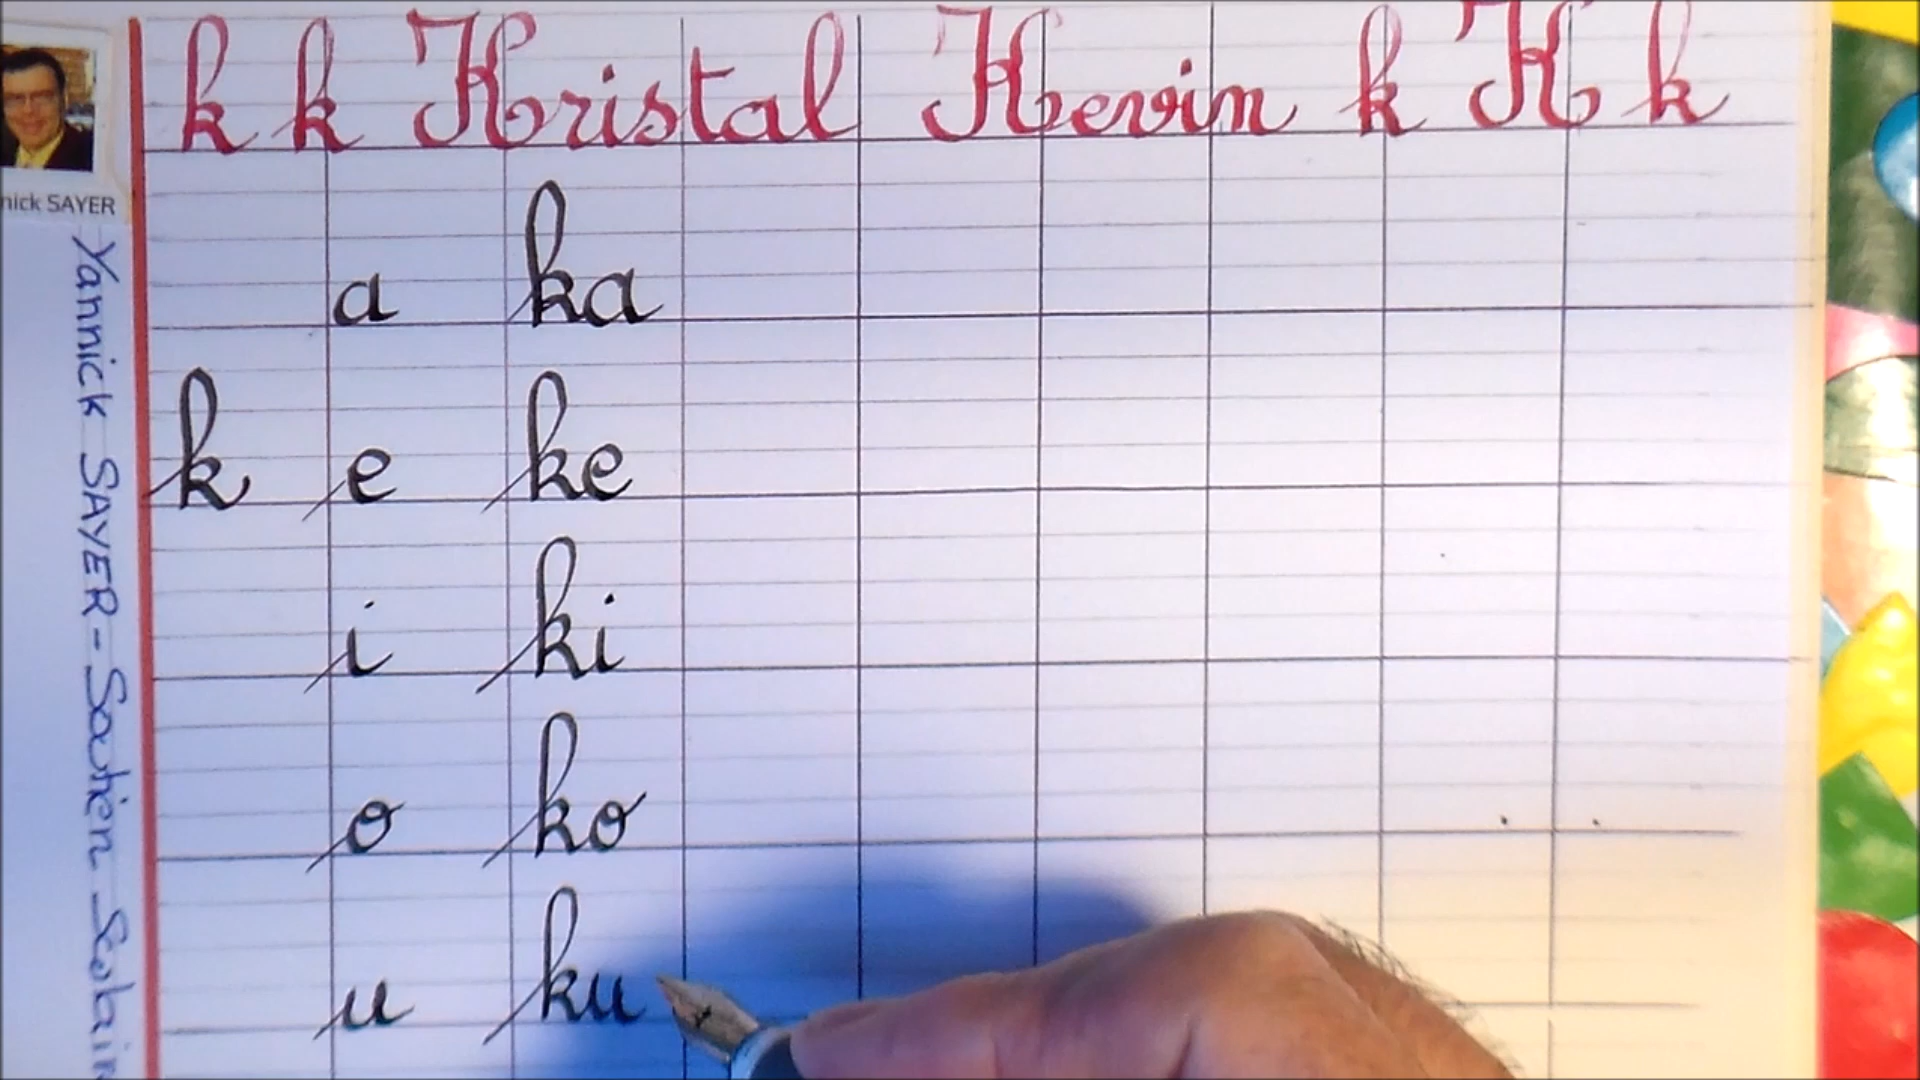 k k Kristal Kevin k K k
a ka
k e ke
i ki
o ko
u ku
nick SAYER
Yannick SAYER - Soutien Scolair